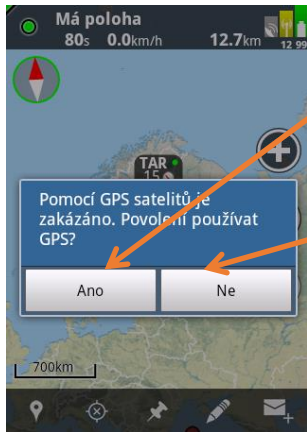 Má poloha
80s 0.0km/h 12.7km
12 99
TAR
15
Pomocí GPS satelitů je
zakázáno. Povolení používat
GPS?
Ano Ne
700km